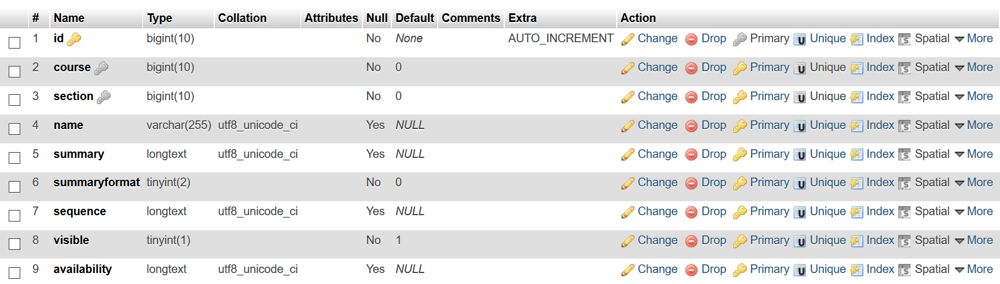 # Name Type Collation Attributes Null Default Comments Extra Action
1 id bigint(10) No None AUTO_INCREMENT Change Drop Primary Unique Index Spatial More
2 course bigint(10) No 0 Change Drop Primary Unique Index Spatial More
3 section bigint(10) No 0 Change Drop Primary Unique Index Spatial More
4 name varchar(255) utf8_unicode_ci Yes NULL Change Drop Primary Unique Index Spatial More
5 summary longtext utf8_unicode_ci Yes NULL Change Drop Primary Unique Index Spatial More
6 summaryformat tinyint(2) No 0 Change Drop Primary Unique Index Spatial More
7 sequence longtext utf8_unicode_ci Yes NULL Change Drop Primary Unique Index Spatial More
8 visible tinyint(1) No 1 Change Drop Primary Unique Index Spatial More
9 availability longtext utf8_unicode_ci Yes NULL Change Drop Primary Unique Index Spatial More